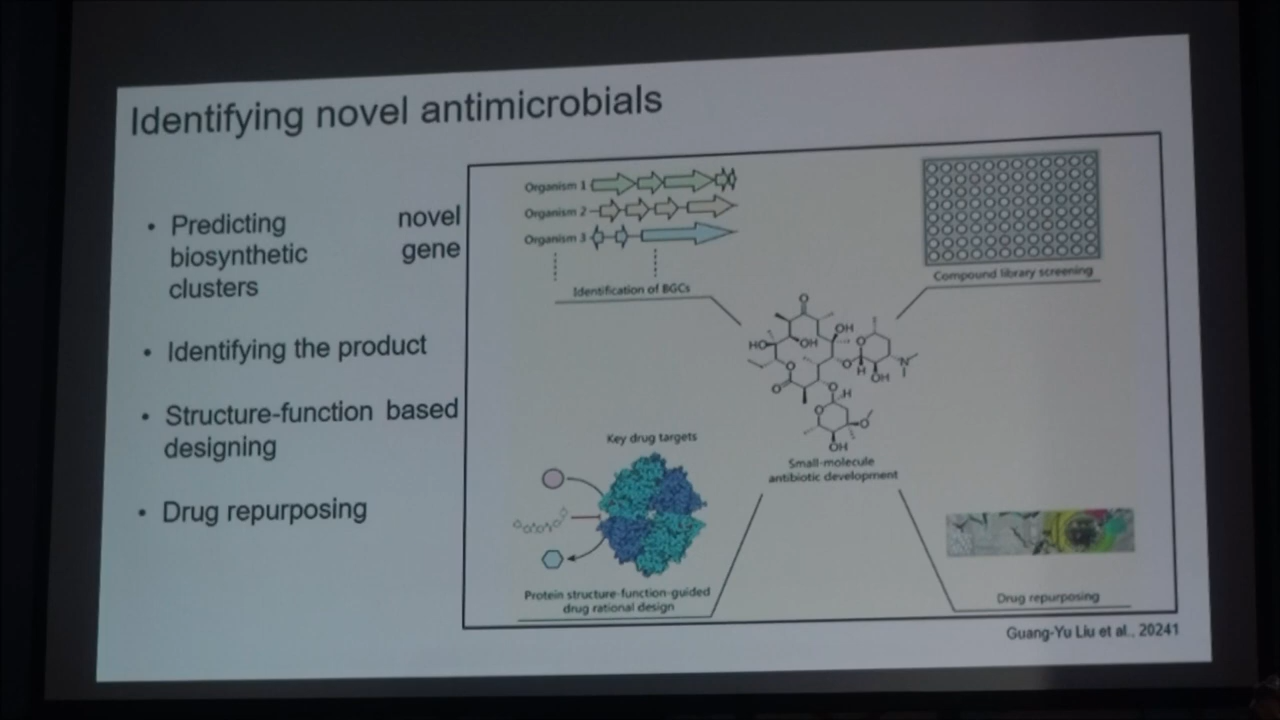 Identifying novel antimicrobials
• Predicting novel
biosynthetic gene
clusters
• Identifying the product
• Structure-function based
designing
• Drug repurposing
Organism 1
Organism 2
Organism 3
Identification of BGCs
Compound library screening
O
OH
HO
OH
O
O
O
O
H
OH
N
O
H
O
O
OH
Small-molecule
antibiotic development
Key drug targets
Protein structure-function-guided
drug rational design
Drug repurposing
Guang-Yu Liu et al., 20241